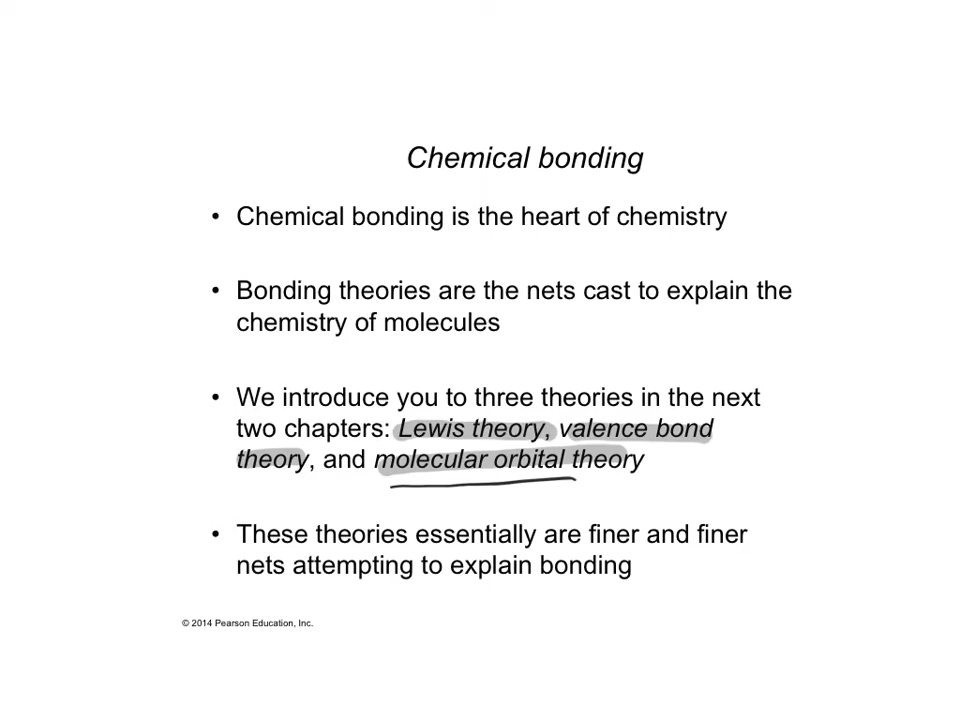 Chemical bonding
• Chemical bonding is the heart of chemistry
• Bonding theories are the nets cast to explain the
chemistry of molecules
• We introduce you to three theories in the next
two chapters: Lewis theory, valence bond
theory, and molecular orbital theory
• These theories essentially are finer and finer
nets attempting to explain bonding
© 2014 Pearson Education, Inc.